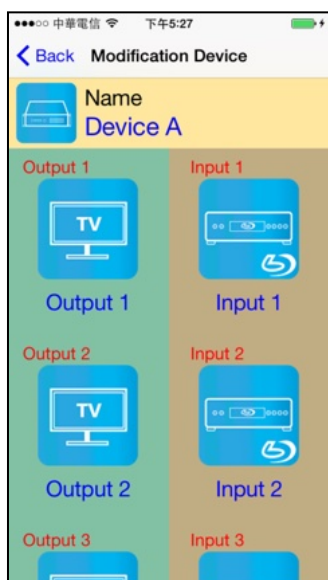 中華電信 下午5:27
Back Modification Device
Name
Device A
Output 1 Input 1
TV
Output 1 Input 1
Output 2 Input 2
TV
Output 2 Input 2
Output 3 Input 3